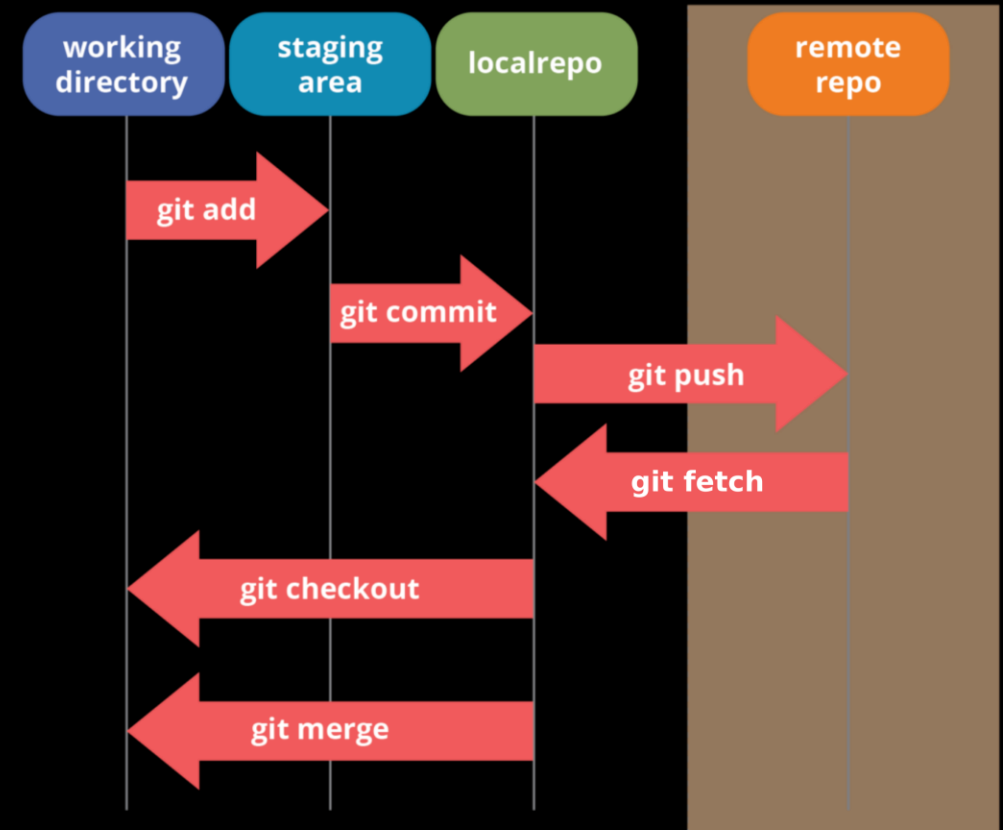 working
directory
staging
area
localrepo
remote
repo
git add
git commit
git push
git fetch
git checkout
git merge